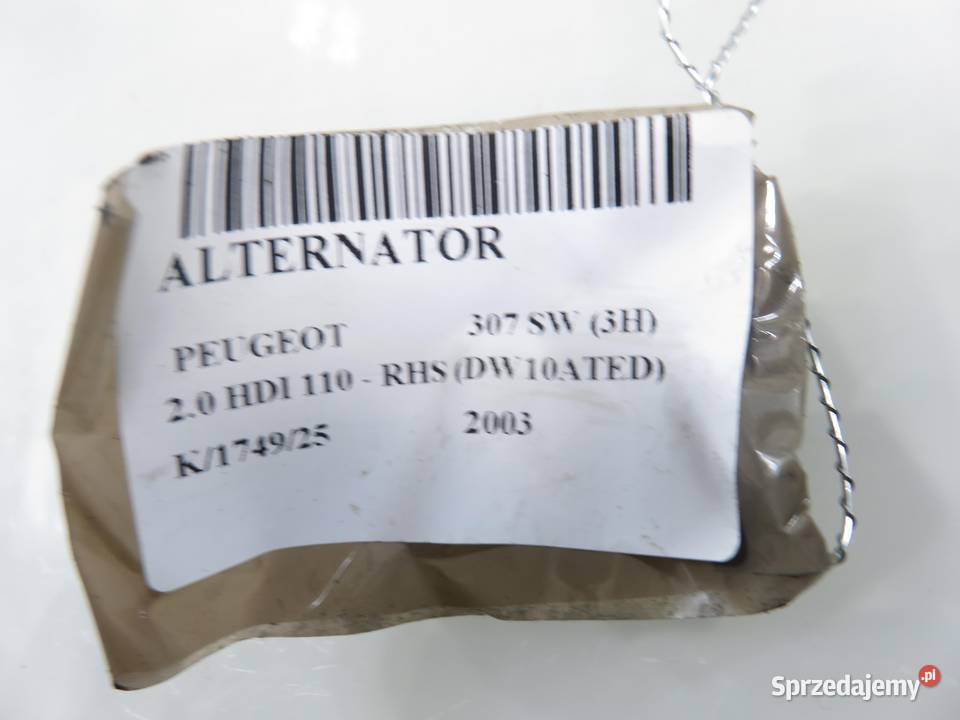 ALTERNATOR
PEUGEOT 307 SW (3H)
2.0 HDI 110 - RHS (DW10ATED)
K/1749/25 2003
Sprzedajemy.pl